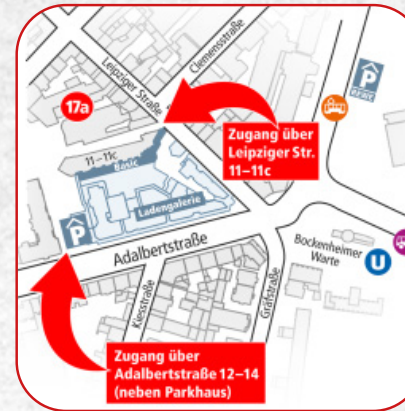 Clemensstraße
Leipziger Straße
P
REWE
17a
Zugang über
Leipziger Str.
11–11c
11–11c
Basic
Ladengalerie
P
Adalbertstraße
Bockenheimer
Warte
U
Kiesstraße
Gräfstraße
Zugang über
Adalbertstraße 12–14
(neben Parkhaus)